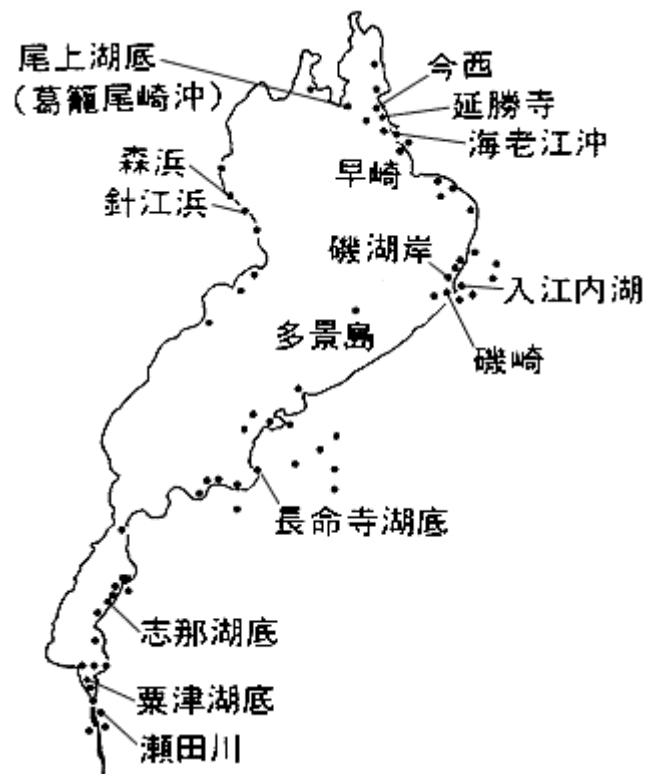 尾上湖底
(葛籠尾崎沖)
今西
延勝寺
海老江沖
早崎
森浜
針江浜
磯湖岸
入江内湖
多景島
磯崎
長命寺湖底
志那湖底
粟津湖底
瀬田川